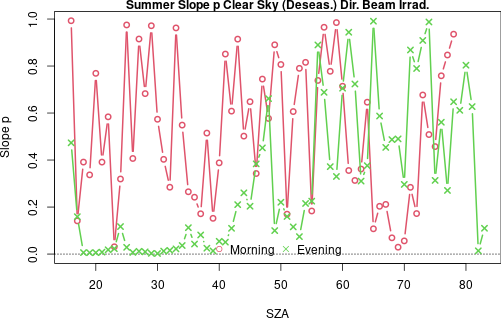 Summer Slope p Clear Sky (Deseas.) Dir. Beam Irrad.
Slope p
1.0
0.8
0.6
0.4
0.2
0.0
Morning Evening
20 30 40 50 60 70 80
SZA